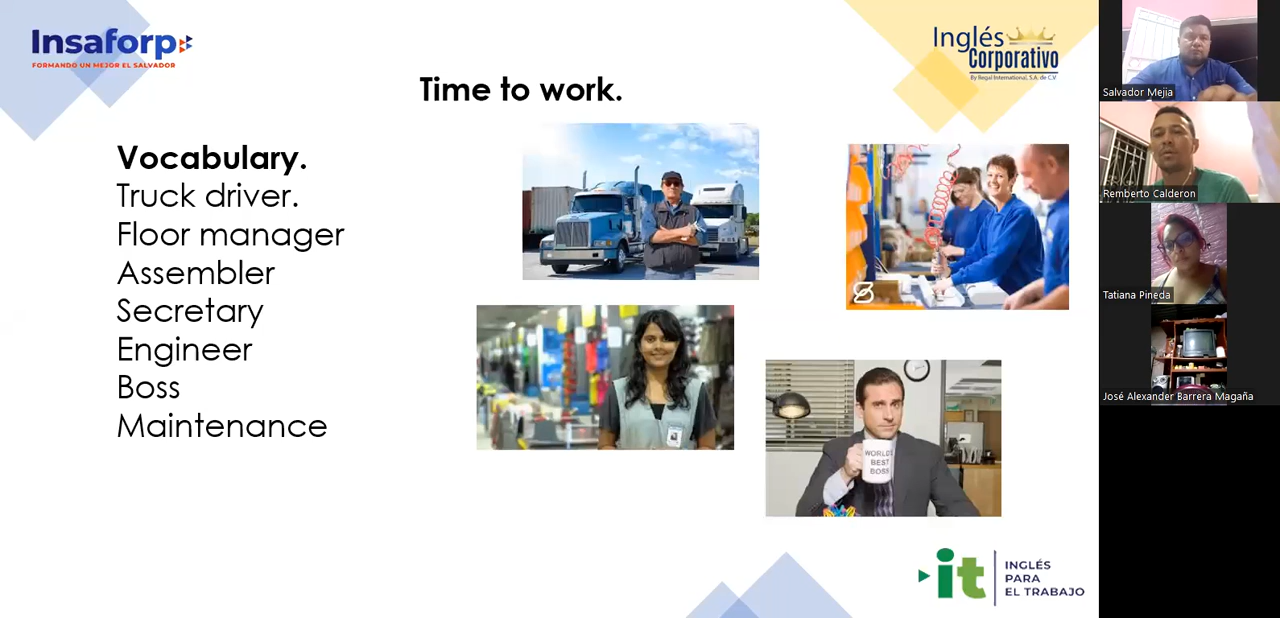 Insaforp
FORMANDO UN MEJOR EL SALVADOR
Inglés
Corporativo
By Regal International, S.A. de C.V
Time to work.
Vocabulary.
Truck driver.
Floor manager
Assembler
Secretary
Engineer
Boss
Maintenance
WORLD'S
BEST
BOSS
it
INGLÉS
PARA
EL TRABAJO
Salvador Mejia
Remberto Calderon
Tatiana Pineda
José Alexander Barrera Magaña